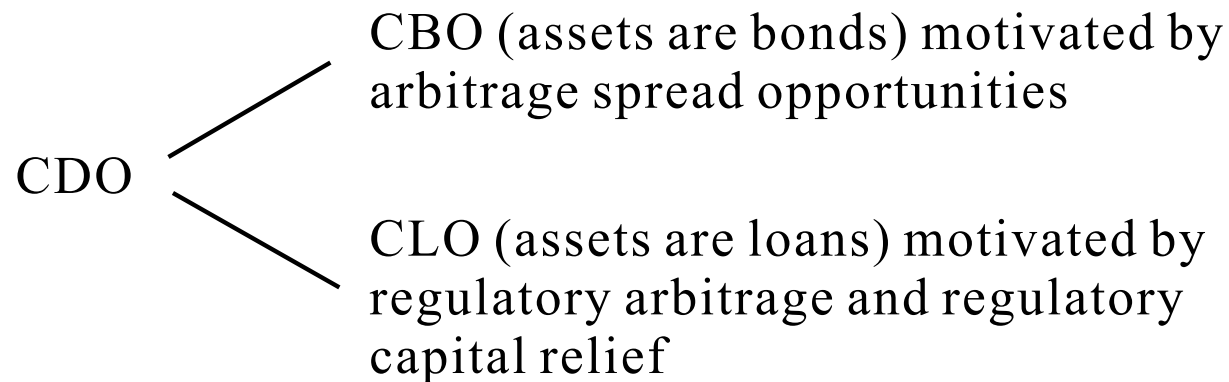 CBO (assets are bonds) motivated by
arbitrage spread opportunities
CDO
CLO (assets are loans) motivated by
regulatory arbitrage and regulatory
capital relief